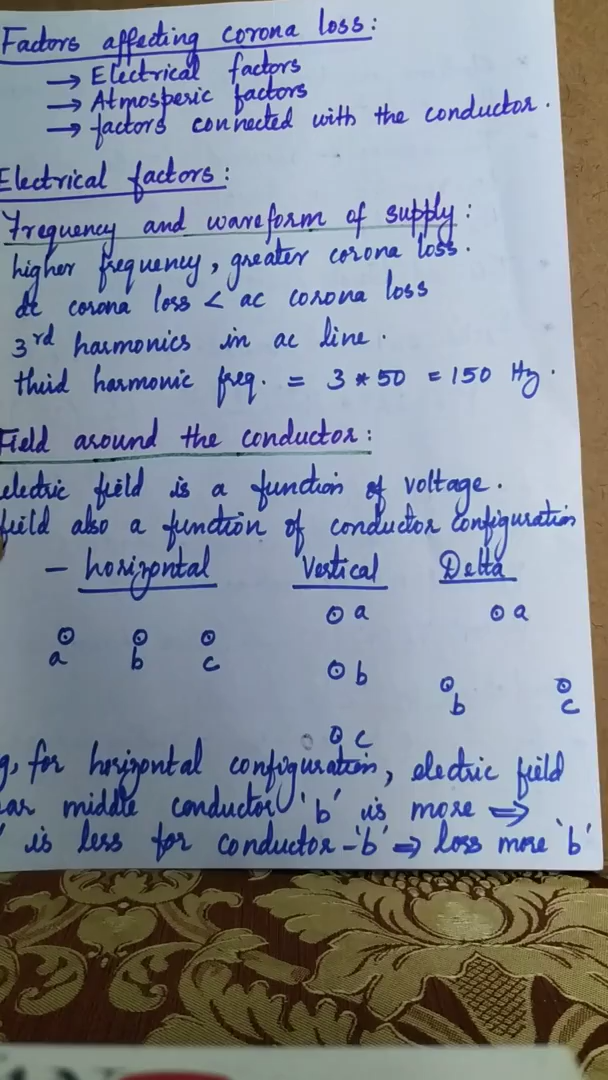 Factors affecting corona loss:
→ Electrical factors
→ Atmosperic factors
→ factors connected with the conductor.
Electrical factors:
Frequency and waveform of supply:
higher frequency, greater corona loss.
dc corona loss < ac corona loss
3rd harmonics in ac line.
third harmonic freq. = 3 * 50 = 150 Hz.
Field around the conductor:
electric field is a function of voltage.
field also a function of conductor configuration
- horizontal Vertical Delta
a b c
a
b
c
a
b c
g, for horizontal configuration, electric field
ar middle conductor 'b' is more ⇒
' is less for conductor-'b' ⇒ loss more 'b'